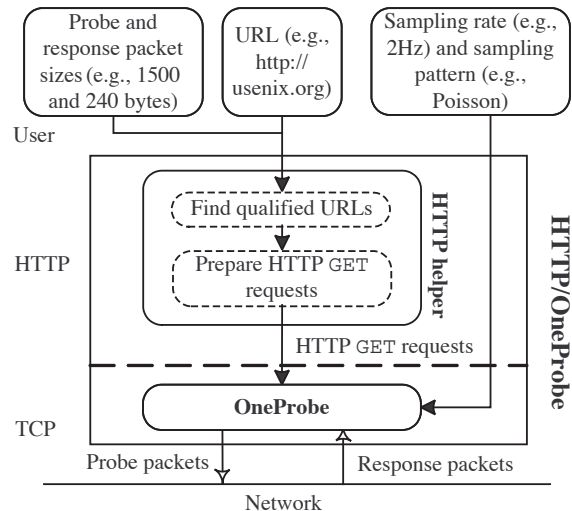 Probe and
response packet
sizes (e.g., 1500
and 240 bytes)
URL (e.g.,
http://
usenix.org)
Sampling rate (e.g.,
2Hz) and sampling
pattern (e.g.,
Poisson)
User
Find qualified URLs
Prepare HTTP GET
requests
HTTP helper
HTTP
HTTP/OneProbe
HTTP GET requests
OneProbe
TCP
Probe packets
Response packets
Network